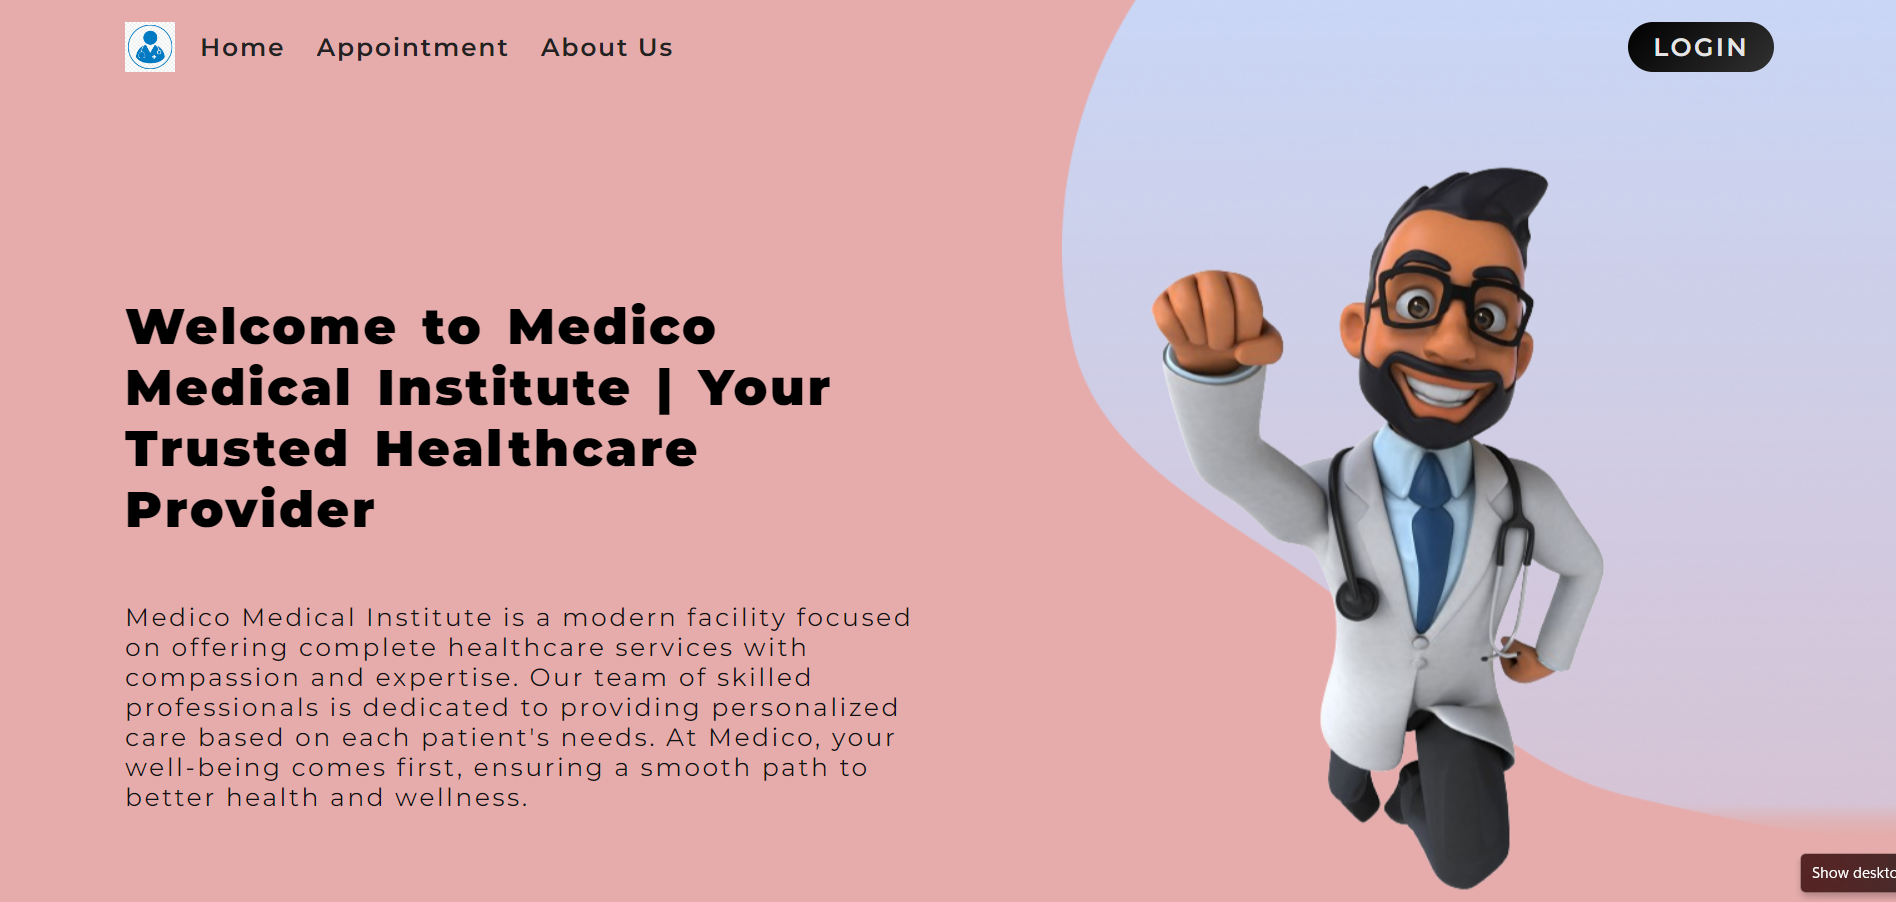 Home Appointment About Us LOGIN
Welcome to Medico
Medical Institute | Your
Trusted Healthcare
Provider
Medico Medical Institute is a modern facility focused
on offering complete healthcare services with
compassion and expertise. Our team of skilled
professionals is dedicated to providing personalized
care based on each patient's needs. At Medico, your
well-being comes first, ensuring a smooth path to
better health and wellness.
Show